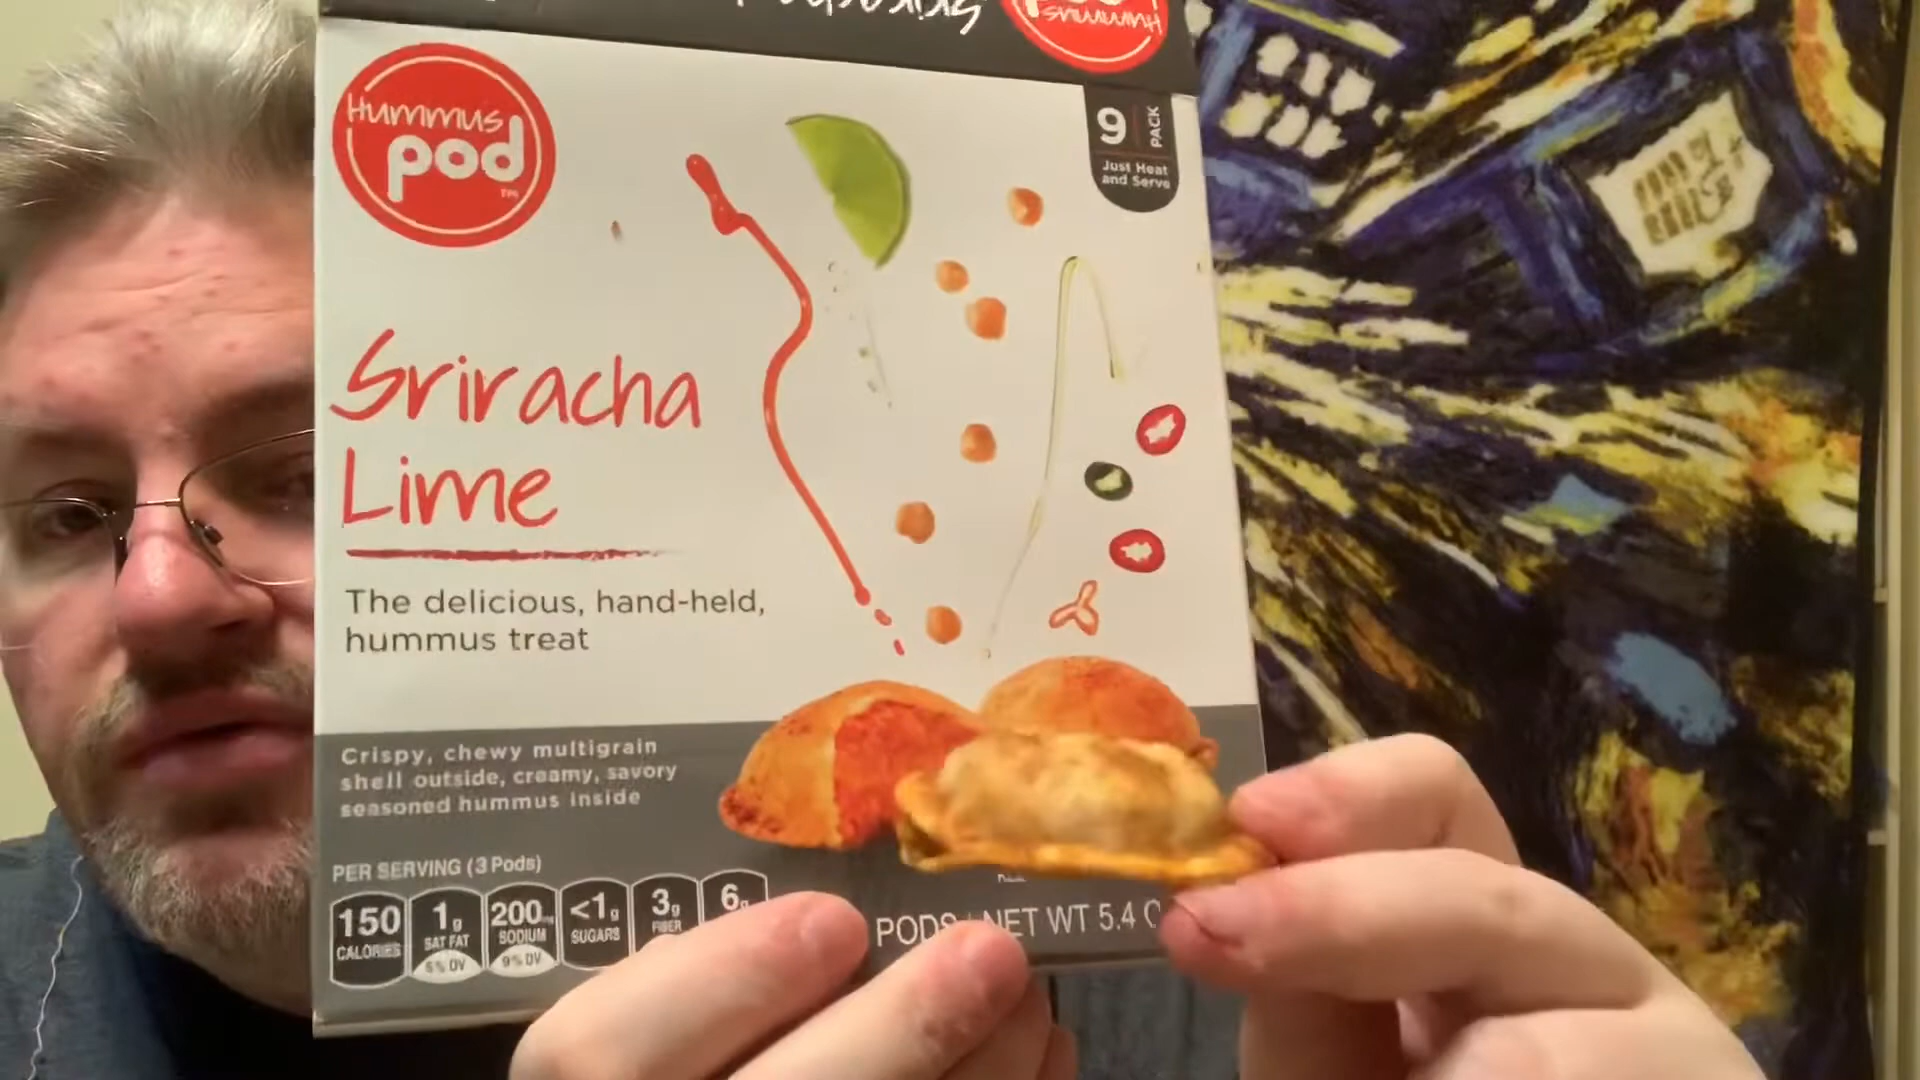 Hummus
pod
TM
9 PACK
Just Heat
and Serve
Sriracha
Lime
The delicious, hand-held,
hummus treat
Crispy, chewy multigrain
shell outside, creamy, savory
seasoned hummus inside
PER SERVING (3 Pods)
150
CALORIES
1g
SAT FAT
5% DV
200mg
SODIUM
9% DV
<1g
SUGARS
3g
FIBER
6g
PODS | NET WT 5.4